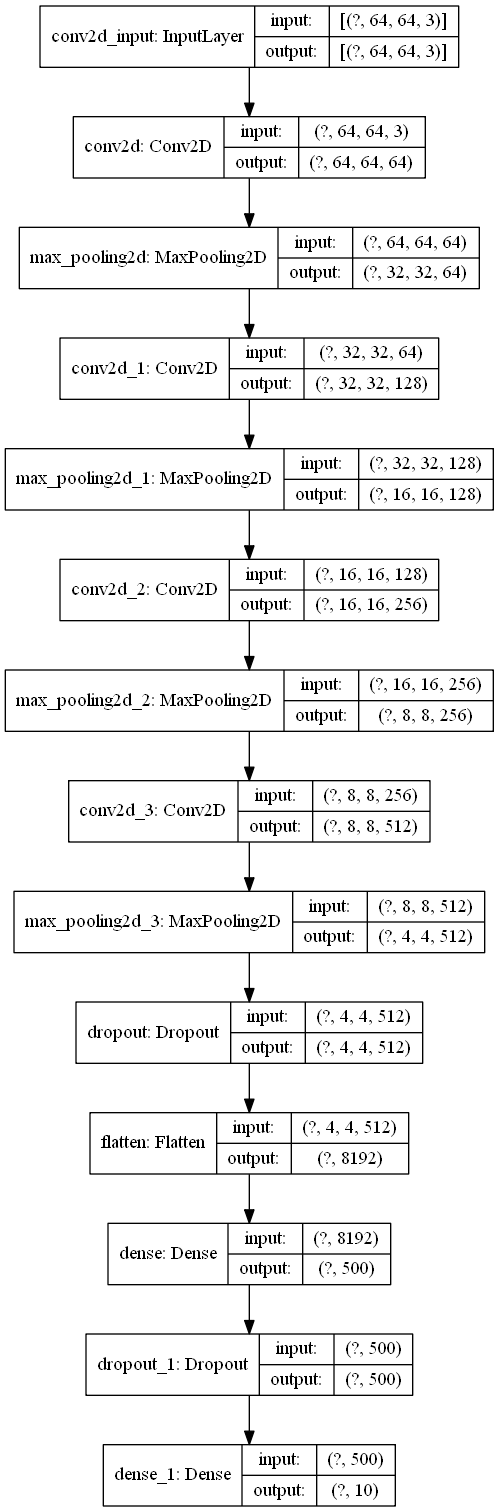 conv2d_input: InputLayer input: [(?, 64, 64, 3)]
output: [(?, 64, 64, 3)]
conv2d: Conv2D input: (?, 64, 64, 3)
output: (?, 64, 64, 64)
max_pooling2d: MaxPooling2D input: (?, 64, 64, 64)
output: (?, 32, 32, 64)
conv2d_1: Conv2D input: (?, 32, 32, 64)
output: (?, 32, 32, 128)
max_pooling2d_1: MaxPooling2D input: (?, 32, 32, 128)
output: (?, 16, 16, 128)
conv2d_2: Conv2D input: (?, 16, 16, 128)
output: (?, 16, 16, 256)
max_pooling2d_2: MaxPooling2D input: (?, 16, 16, 256)
output: (?, 8, 8, 256)
conv2d_3: Conv2D input: (?, 8, 8, 256)
output: (?, 8, 8, 512)
max_pooling2d_3: MaxPooling2D input: (?, 8, 8, 512)
output: (?, 4, 4, 512)
dropout: Dropout input: (?, 4, 4, 512)
output: (?, 4, 4, 512)
flatten: Flatten input: (?, 4, 4, 512)
output: (?, 8192)
dense: Dense input: (?, 8192)
output: (?, 500)
dropout_1: Dropout input: (?, 500)
output: (?, 500)
dense_1: Dense input: (?, 500)
output: (?, 10)